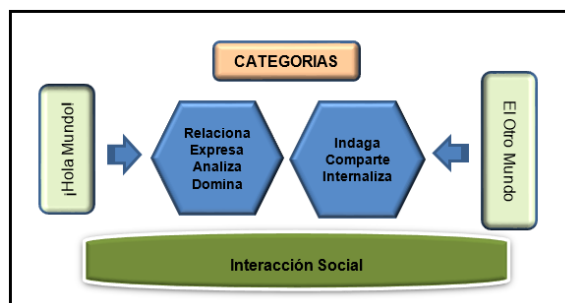 CATEGORIAS
¡Hola Mundo!
Relaciona
Expresa
Analiza
Domina
Indaga
Comparte
Internaliza
El Otro Mundo
Interacción Social